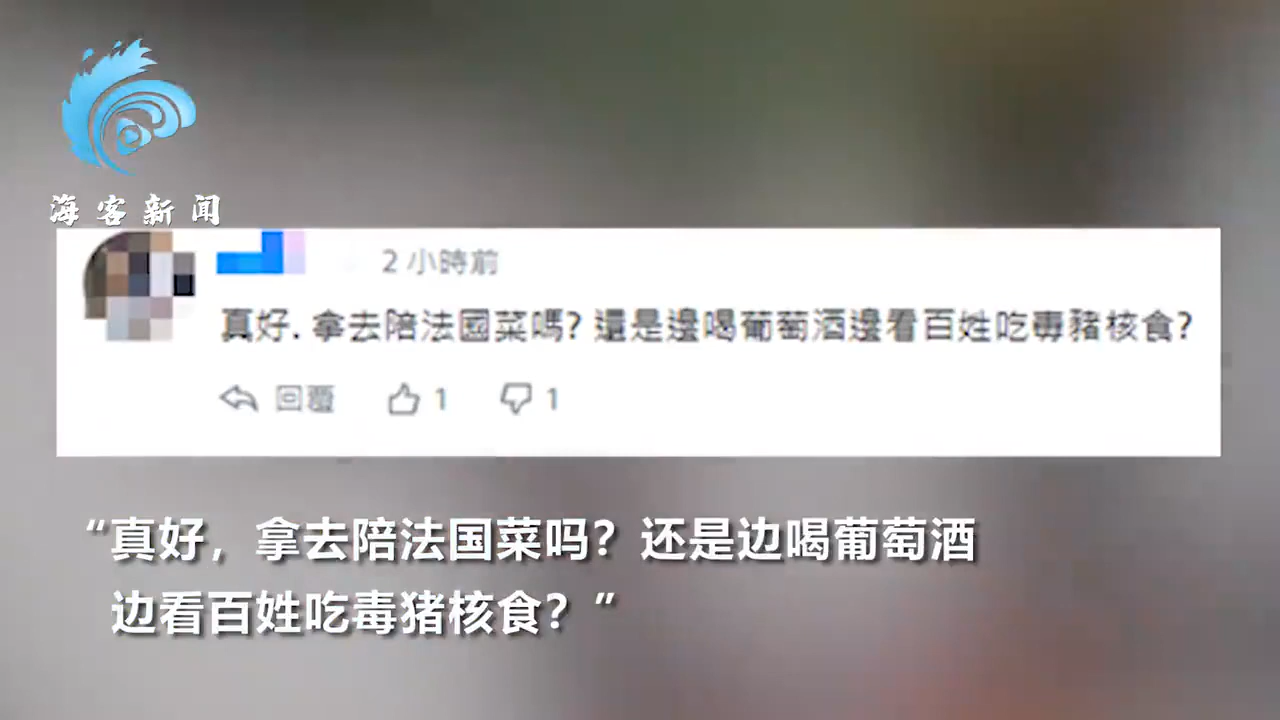 海客新闻
2小時前
真好.拿去陪法國菜嗎?還是邊喝葡萄酒邊看百姓吃毒豬核食?
回覆 1 1
“真好，拿去陪法国菜吗？还是边喝葡萄酒
边看百姓吃毒猪核食？”